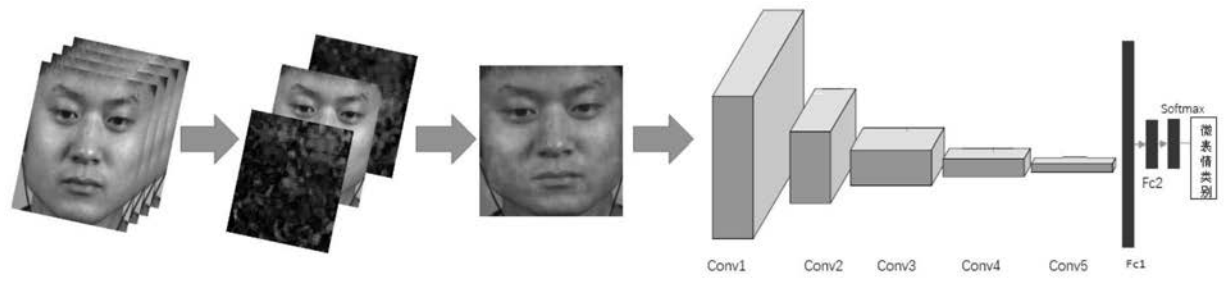 Conv1
Conv2
Conv3
Conv4
Conv5
Fc1
Fc2
Softmax
微表情类别